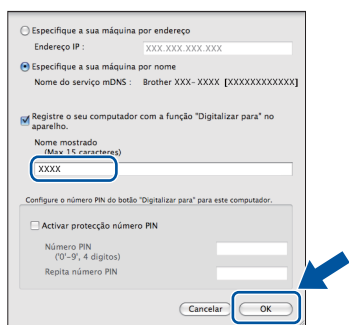 Especifique a sua máquina por endereço
Endereço IP : XXX.XXX.XXX.XXX
Especifique a sua máquina por nome
Nome do serviço mDNS : Brother XXX-XXXX [XXXXXXXXXXXX]
Registre o seu computador com a função "Digitalizar para" no
aparelho.
Nome mostrado
(Max 15 caracteres)
XXXX
Configure o número PIN do botão "Digitalizar para" para este computador.
Activar protecção número PIN
Número PIN
('0'-9', 4 digitos)
Repita número PIN
Cancelar OK